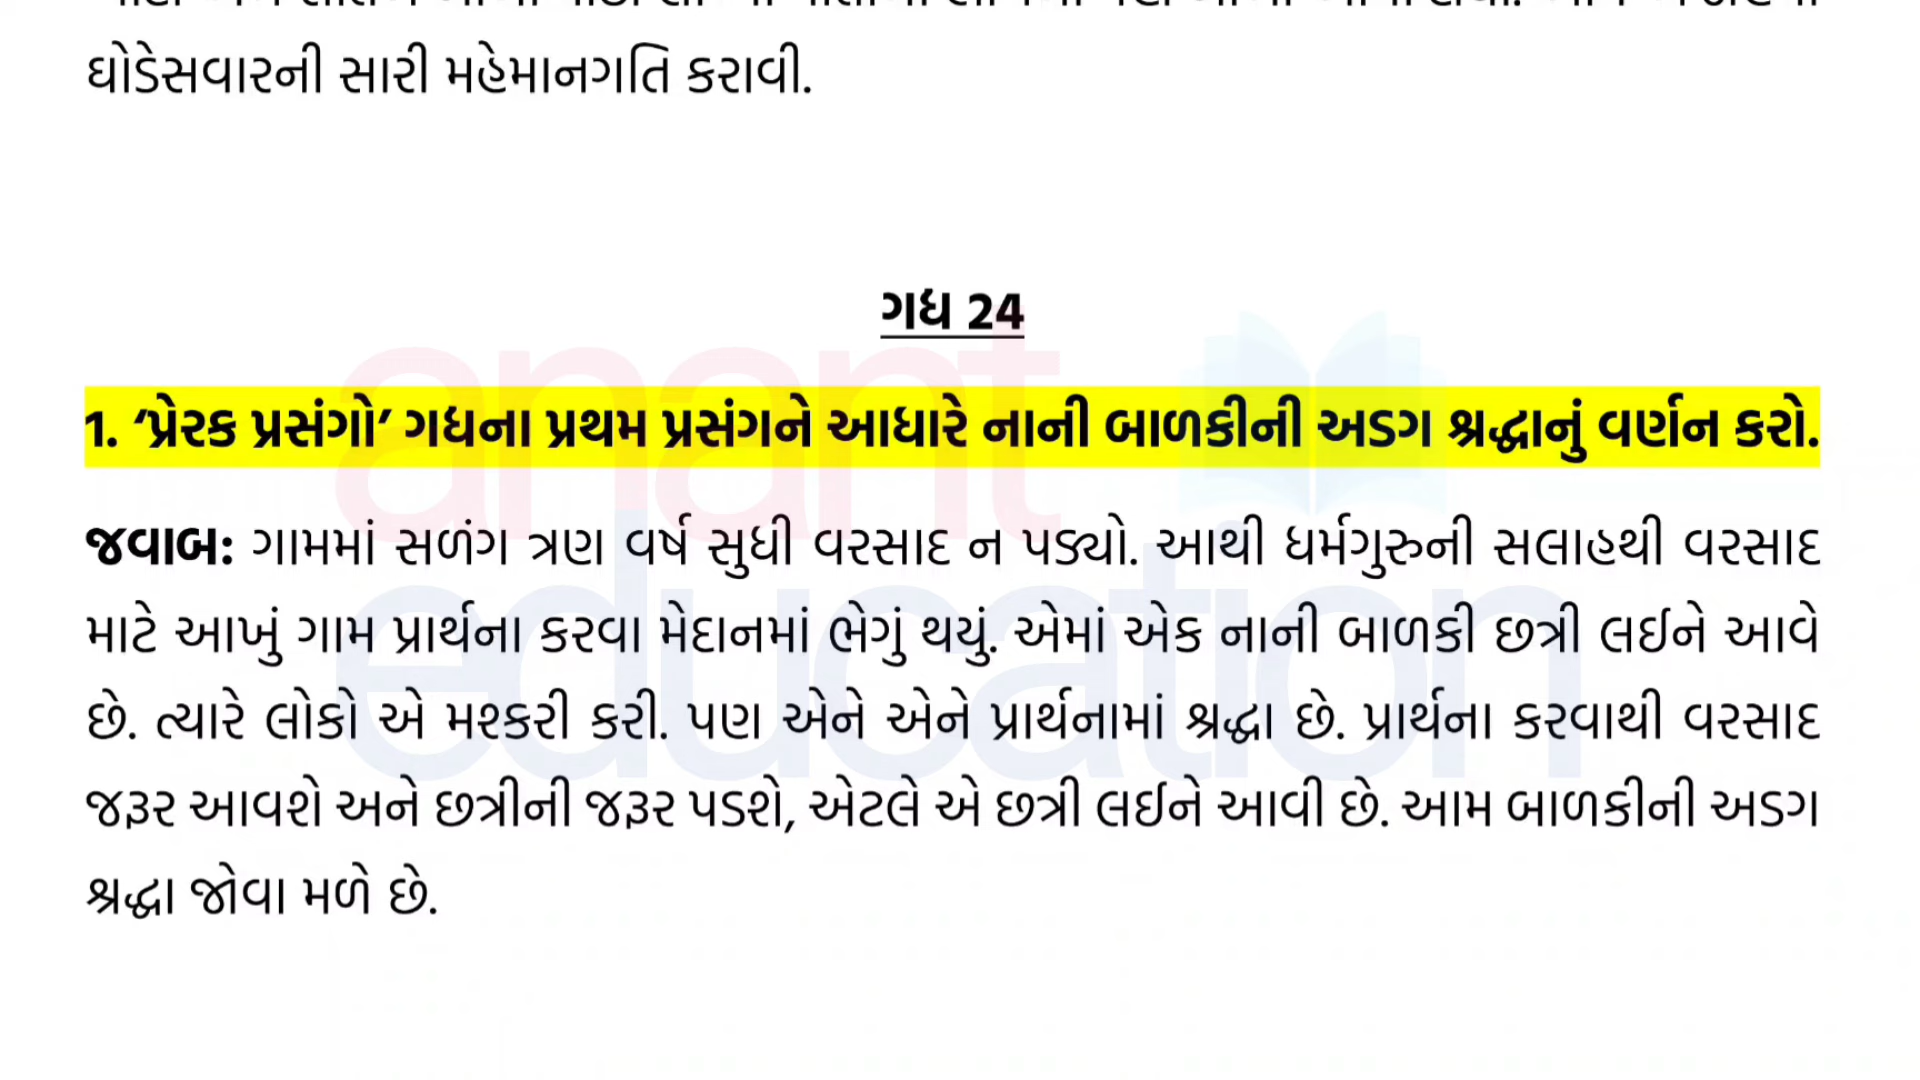 ઘોડેસવારની સારી મહેમાનગતિ કરાવી.
ગદ્ય 24
1. ‘પ્રેરક પ્રસંગો’ ગદ્યના પ્રથમ પ્રસંગને આધારે નાની બાળકીની અડગ શ્રદ્ધાનું વર્ણન કરો.
જવાબ: ગામમાં સળંગ ત્રણ વર્ષ સુધી વરસાદ ન પડ્યો. આથી ધર્મગુરુની સલાહથી વરસાદ
માટે આખું ગામ પ્રાર્થના કરવા મેદાનમાં ભેગું થયું. એમાં એક નાની બાળકી છત્રી લઈને આવે
છે. ત્યારે લોકો એ મશ્કરી કરી. પણ એને એને પ્રાર્થનામાં શ્રદ્ધા છે. પ્રાર્થના કરવાથી વરસાદ
જરૂર આવશે અને છત્રીની જરૂર પડશે, એટલે એ છત્રી લઈને આવી છે. આમ બાળકીની અડગ
શ્રદ્ધા જોવા મળે છે.
anant
education